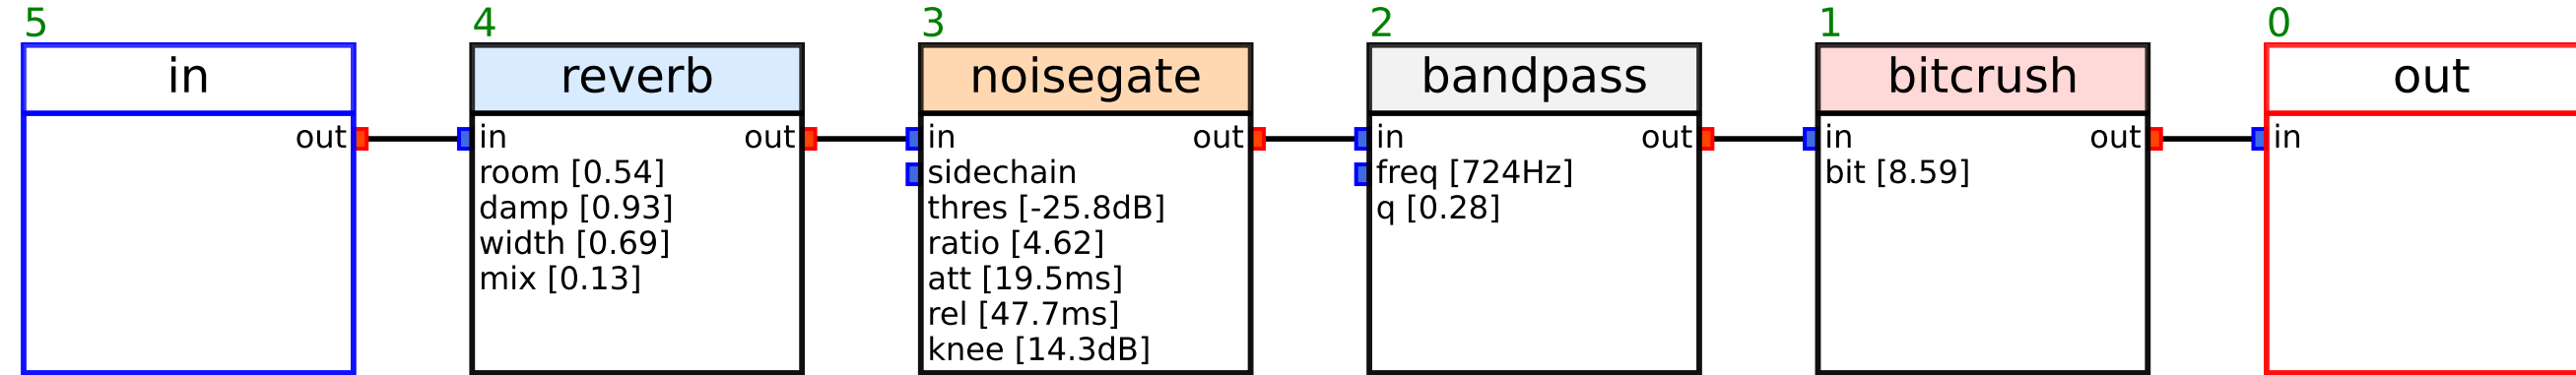 5
in
out
4
reverb
in out
room [0.54]
damp [0.93]
width [0.69]
mix [0.13]
3
noisegate
in out
sidechain
thres [-25.8dB]
ratio [4.62]
att [19.5ms]
rel [47.7ms]
knee [14.3dB]
2
bandpass
in out
freq [724Hz]
q [0.28]
1
bitcrush
in out
bit [8.59]
0
out
in